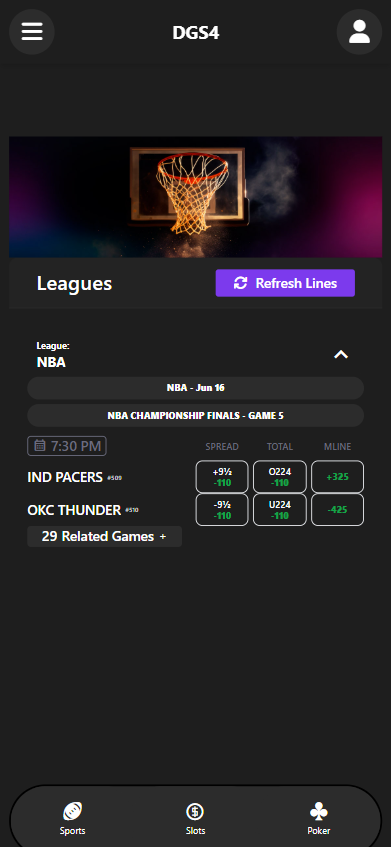 DGS4
Leagues
Refresh Lines
League:
NBA
NBA - Jun 16
NBA CHAMPIONSHIP FINALS - GAME 5
7:30 PM SPREAD TOTAL MLINE
IND PACERS #509 +9½ -110 O224 -110 +325
OKC THUNDER #510 -9½ -110 U224 -110 -425
29 Related Games +
Sports Slots Poker